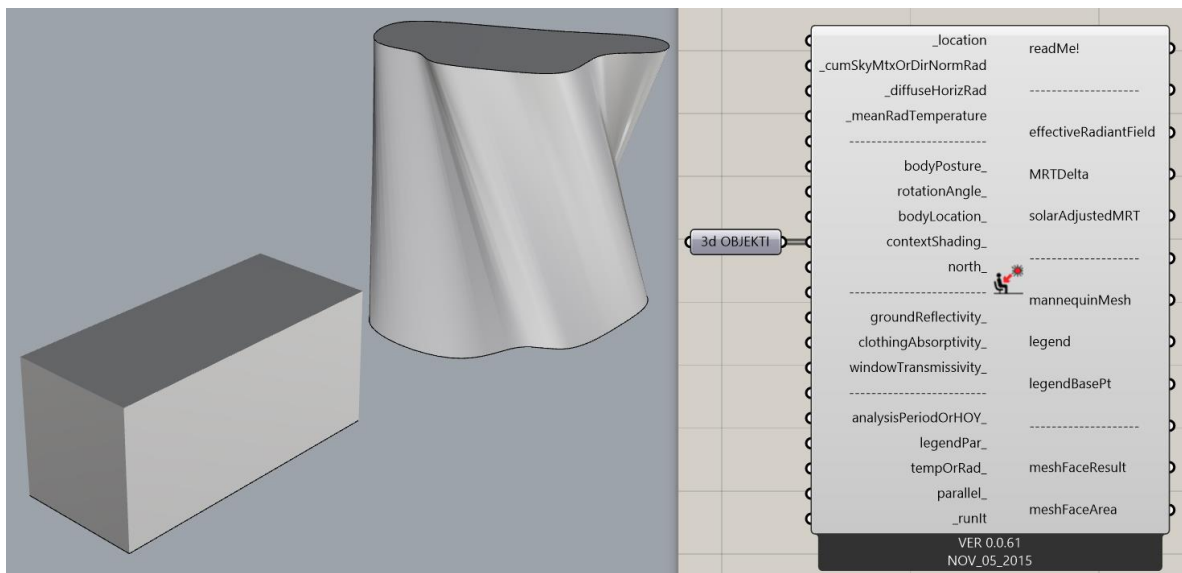 _location
_cumSkyMtxOrDirNormRad
_diffuseHorizRad
_meanRadTemperature
--------------------
bodyPosture_
rotationAngle_
bodyLocation_
contextShading_
north_
--------------------
groundReflectivity_
clothingAbsorptivity_
windowTransmissivity_
--------------------
analysisPeriodOrHOY_
legendPar_
tempOrRad_
parallel_
_runIt
3d OBJEKTI
readMe!
--------------------
effectiveRadiantField
MRTDelta
solarAdjustedMRT
--------------------
mannequinMesh
legend
legendBasePt
--------------------
meshFaceResult
meshFaceArea
VER 0.0.61
NOV_05_2015